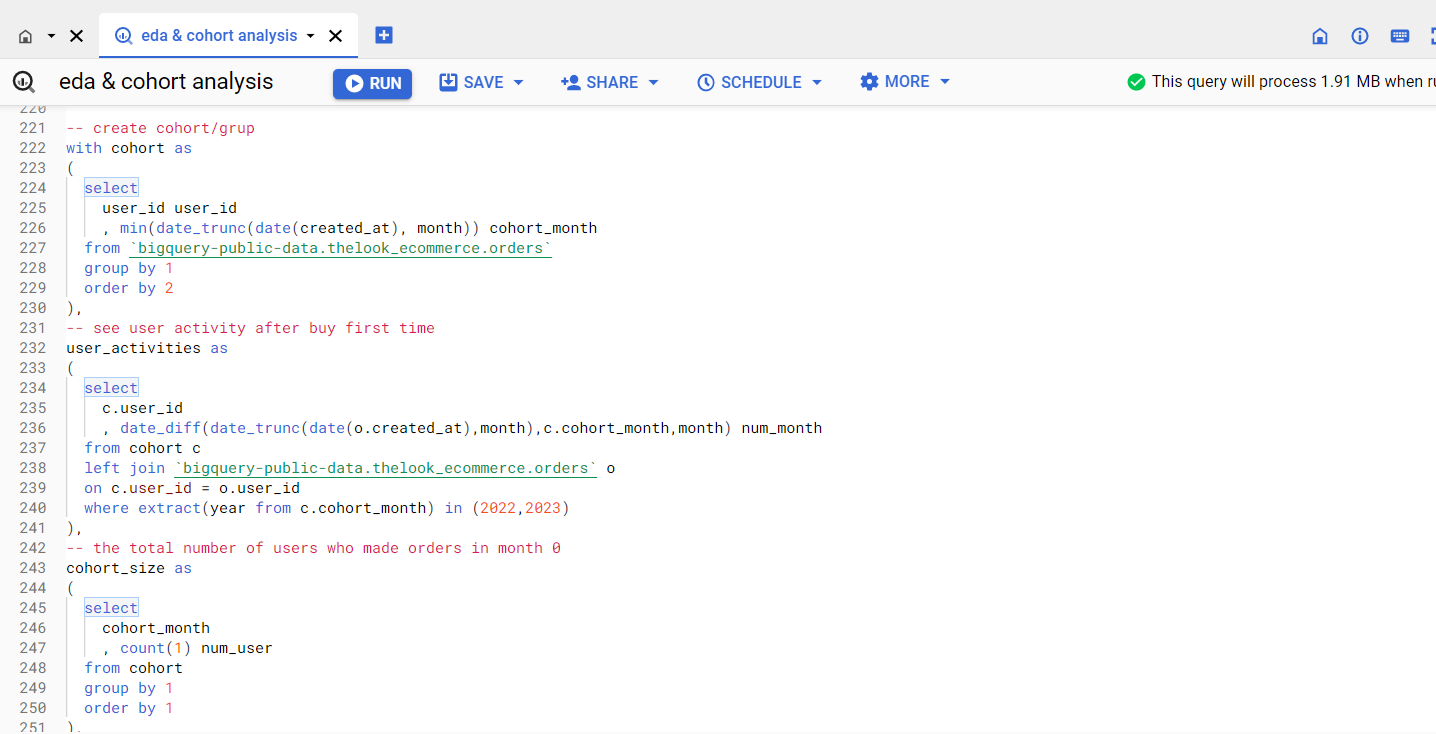 eda & cohort analysis
eda & cohort analysis RUN SAVE SHARE SCHEDULE MORE This query will process 1.91 MB when
220
221 -- create cohort/grup
222 with cohort as
223 (
224 select
225 user_id user_id
226 , min(date_trunc(date(created_at), month)) cohort_month
227 from `bigquery-public-data.thelook_ecommerce.orders`
228 group by 1
229 order by 2
230 ),
231 -- see user activity after buy first time
232 user_activities as
233 (
234 select
235 c.user_id
236 , date_diff(date_trunc(date(o.created_at),month),c.cohort_month,month) num_month
237 from cohort c
238 left join `bigquery-public-data.thelook_ecommerce.orders` o
239 on c.user_id = o.user_id
240 where extract(year from c.cohort_month) in (2022,2023)
241 ),
242 -- the total number of users who made orders in month 0
243 cohort_size as
244 (
245 select
246 cohort_month
247 , count(1) num_user
248 from cohort
249 group by 1
250 order by 1
251 ),